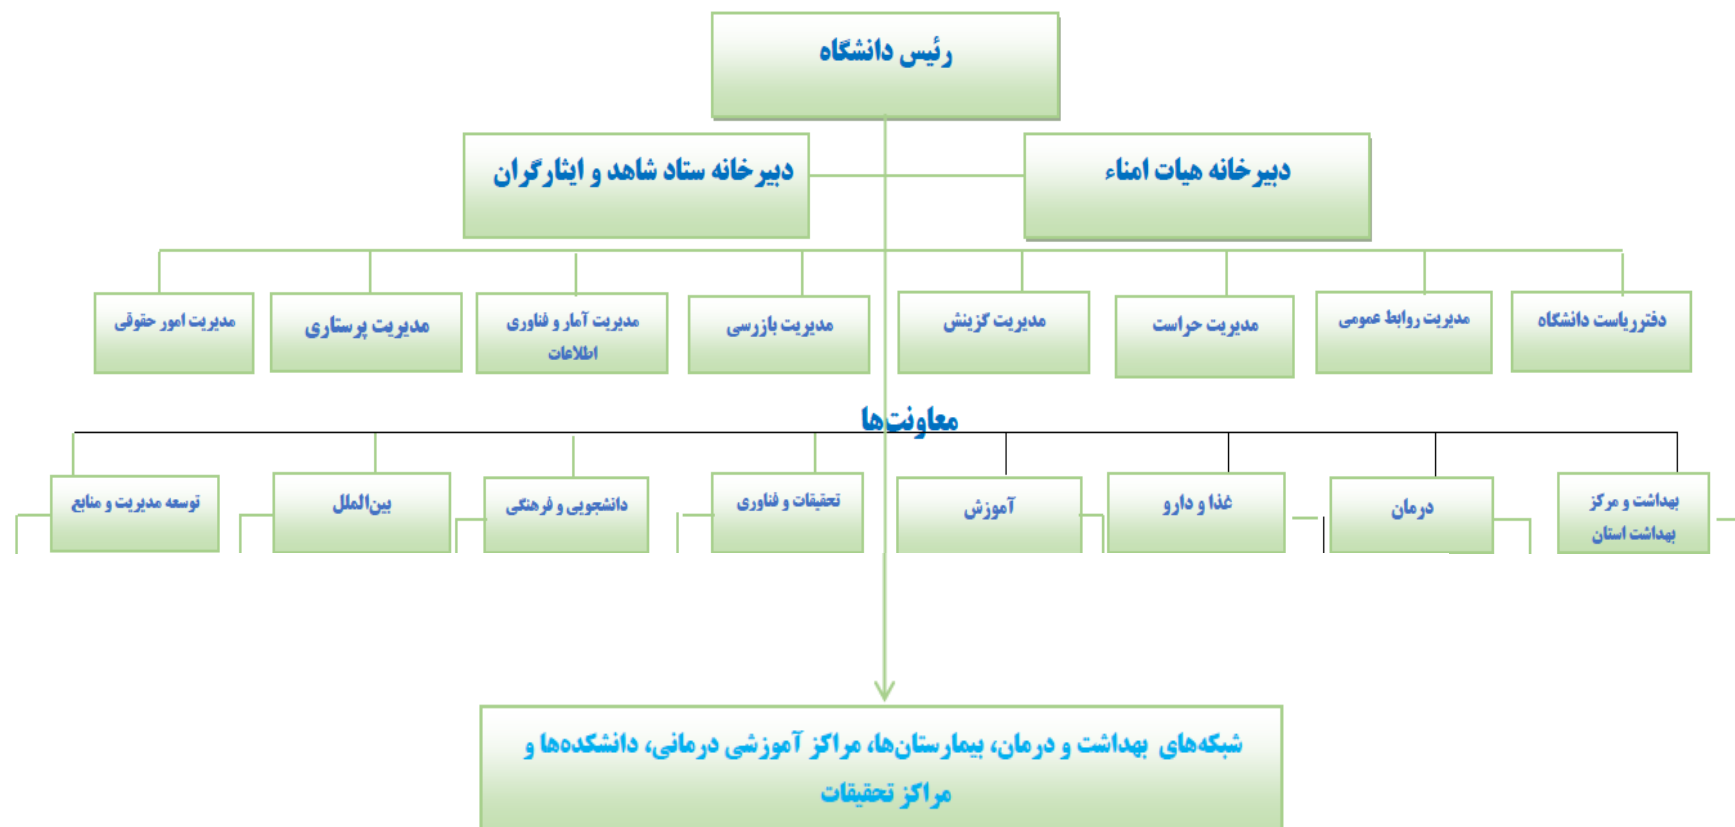 رئیس دانشگاه
دبیرخانه هیات امناء
دبیرخانه ستاد شاهد و ایثارگران
دفترریاست دانشگاه
مدیریت روابط عمومی
مدیریت حراست
مدیریت گزینش
مدیریت بازرسی
مدیریت آمار و فناوری
اطلاعات
مدیریت پرستاری
مدیریت امور حقوقی
معاونت‌ها
بهداشت و مرکز
بهداشت استان
درمان
غذا و دارو
آموزش
تحقیقات و فناوری
دانشجویی و فرهنگی
بین‌الملل
توسعه مدیریت و منابع
شبکه‌های بهداشت و درمان، بیمارستان‌ها، مراکز آموزشی درمانی، دانشکده‌ها و
مراکز تحقیقات